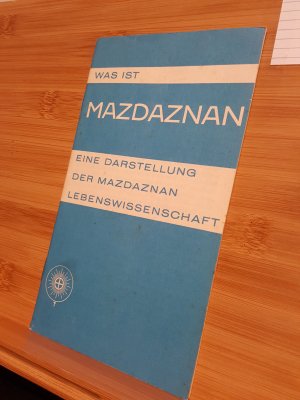 WAS IST
MAZDAZNAN
EINE DARSTELLUNG
DER MAZDAZNAN
LEBENSWISSENSCHAFT